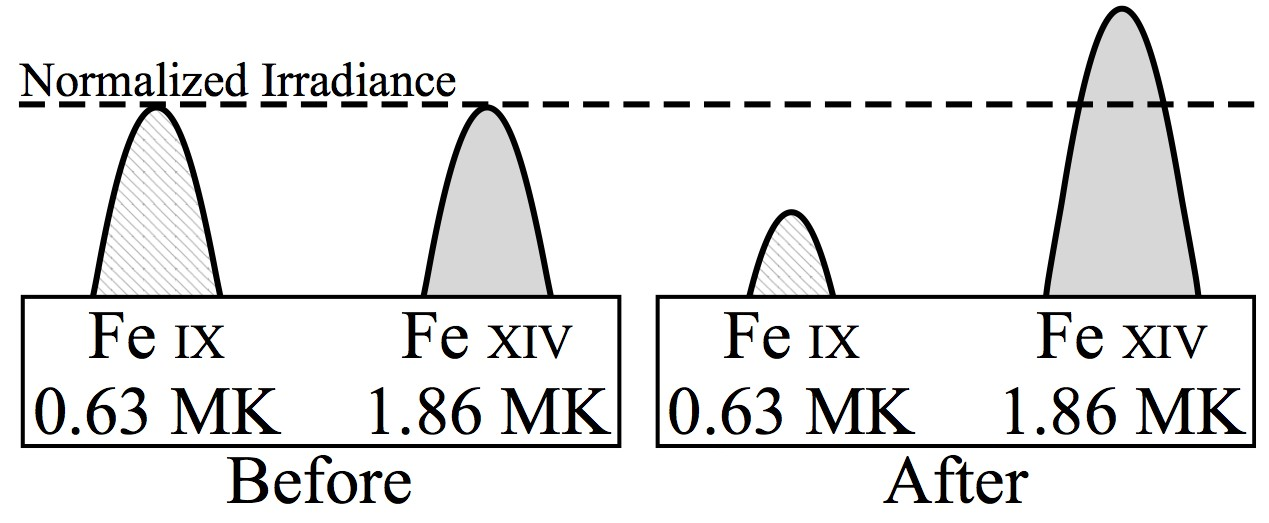 Normalized Irradiance
Fe IX Fe XIV
0.63 MK 1.86 MK
Before
Fe IX Fe XIV
0.63 MK 1.86 MK
After